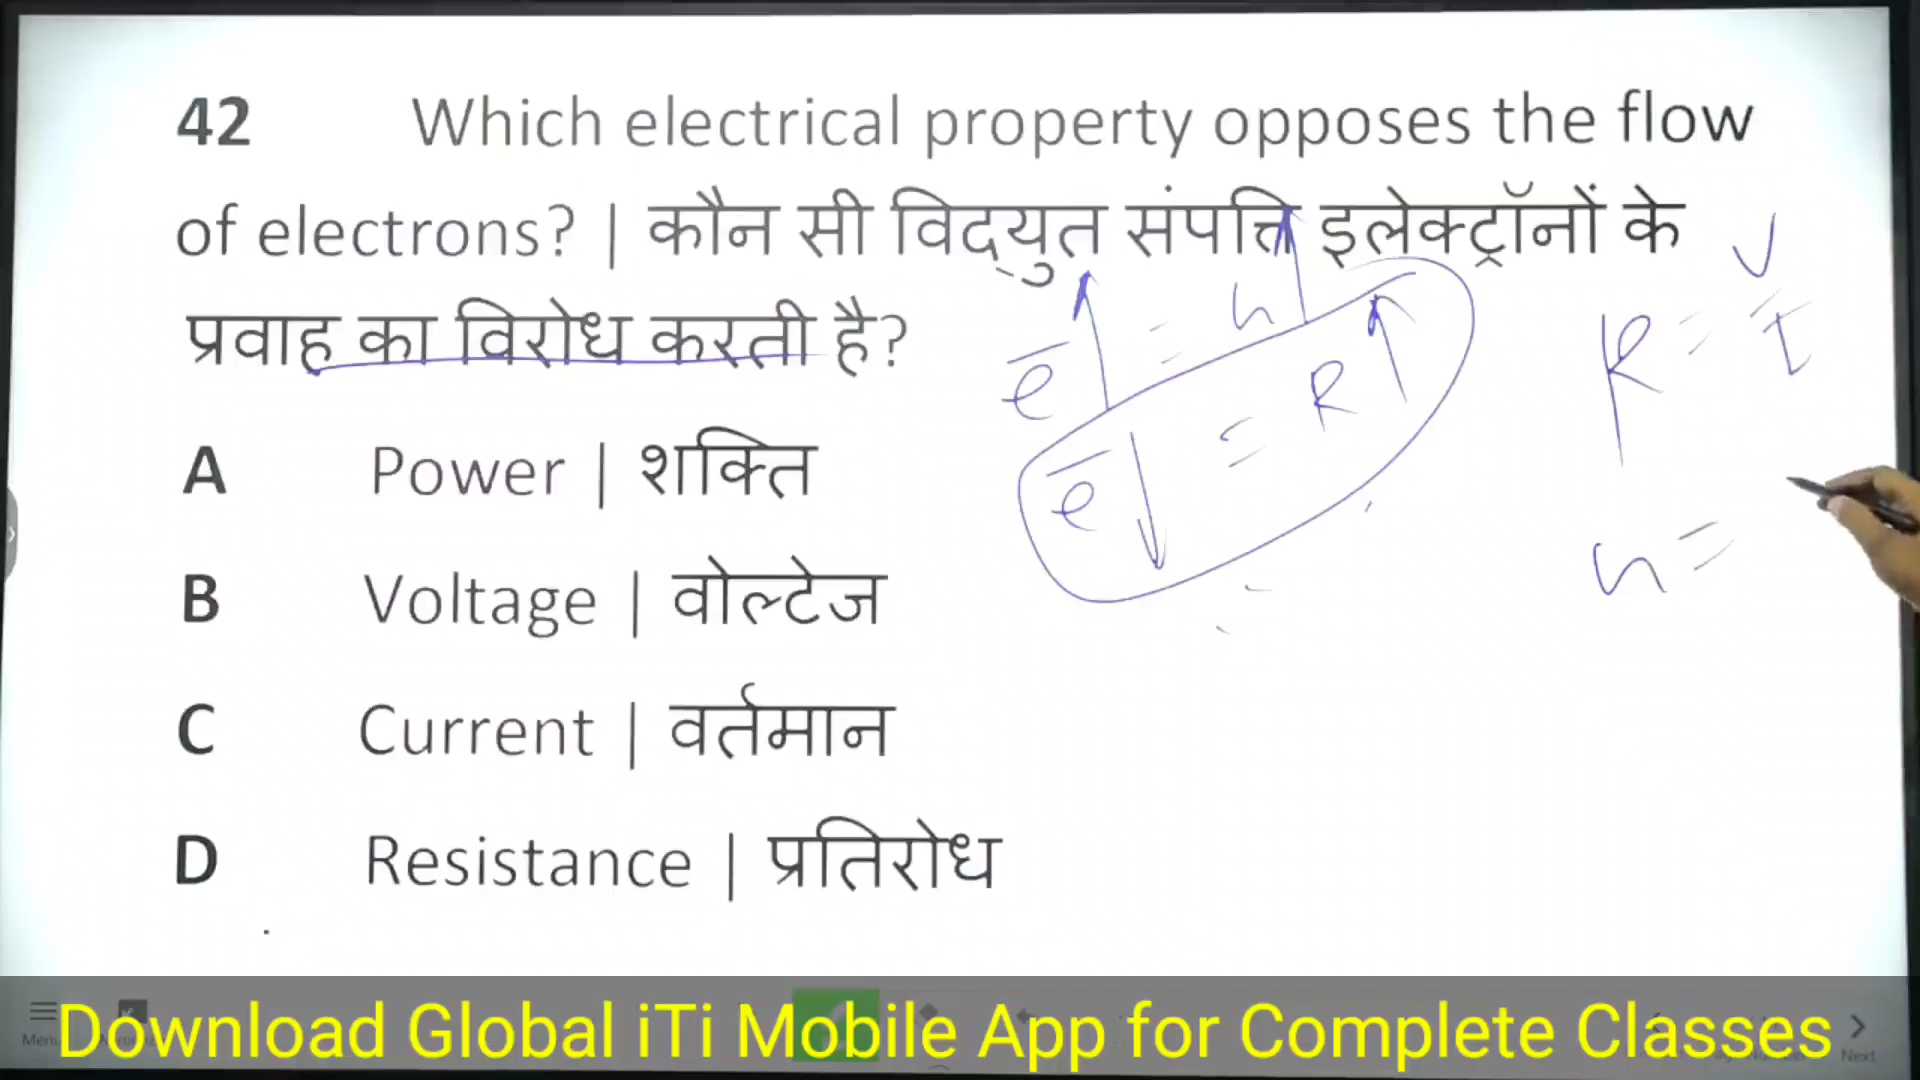 42 Which electrical property opposes the flow
of electrons? | कौन सी विद्युत संपत्ति इलेक्ट्रॉनों के
प्रवाह का विरोध करती है?
A Power | शक्ति
B Voltage | वोल्टेज
C Current | वर्तमान
D Resistance | प्रतिरोध
Download Global iTi Mobile App for Complete Classes
Next